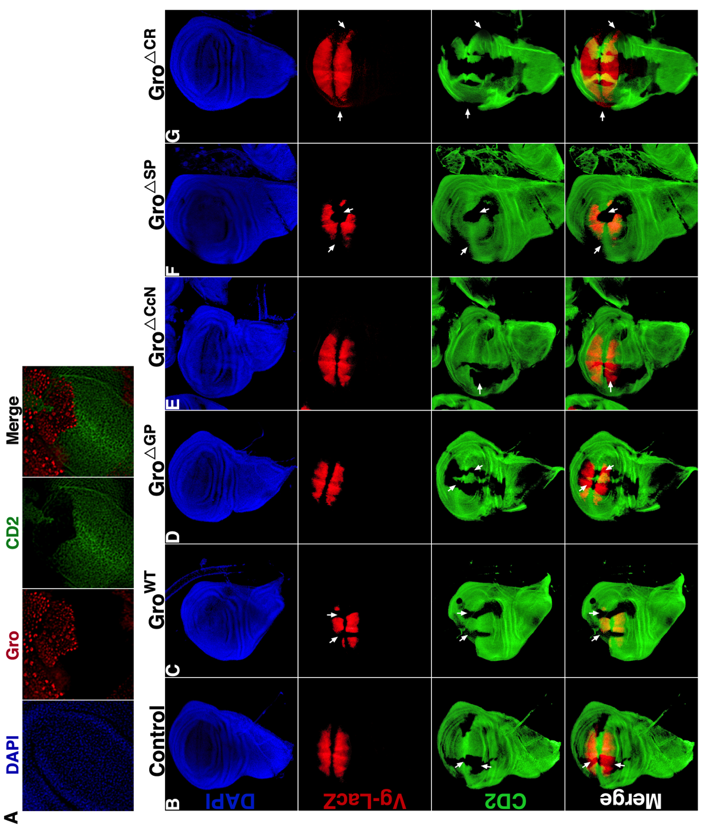 A
DAPI
Gro
CD2
Merge
Control
Gro^WT
Gro^△GP
Gro^△CcN
Gro^△SP
Gro^△CR
B
C
D
E
F
G
DAPI
Vg-LacZ
CD2
Merge